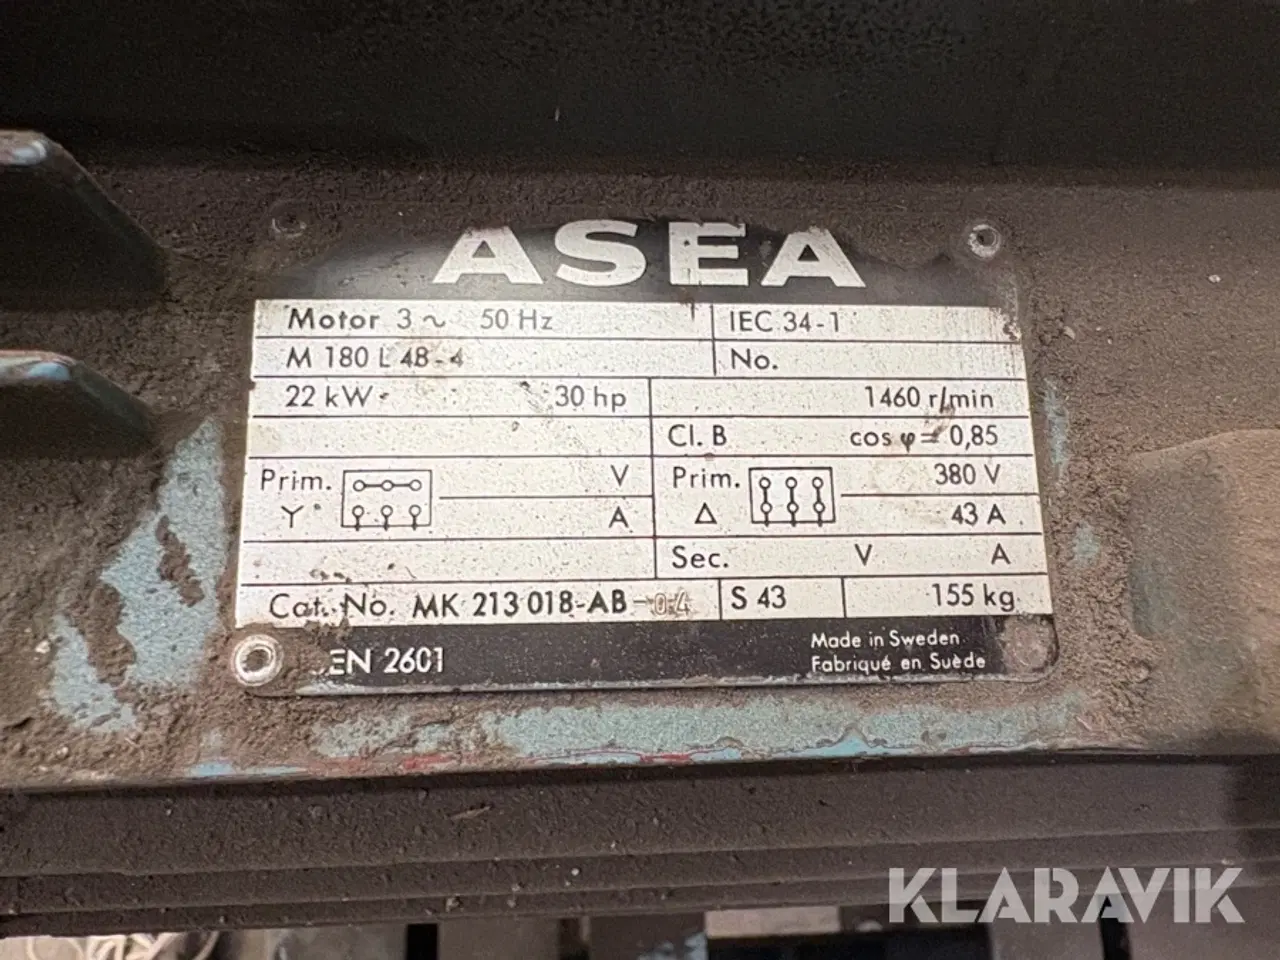 ASEA
Motor 3 ~ 50 Hz IEC 34-1
M 180 L 48-4 No.
22 kW 30 hp 1460 r/min
Cl. B cos φ = 0,85
Prim. V Prim. 380 V
Y A Δ 43 A
Sec. V A
Cat. No. MK 213 018-AB-04 S 43 155 kg
EN 2601 Made in Sweden
Fabriqué en Suède
KLARAVIK